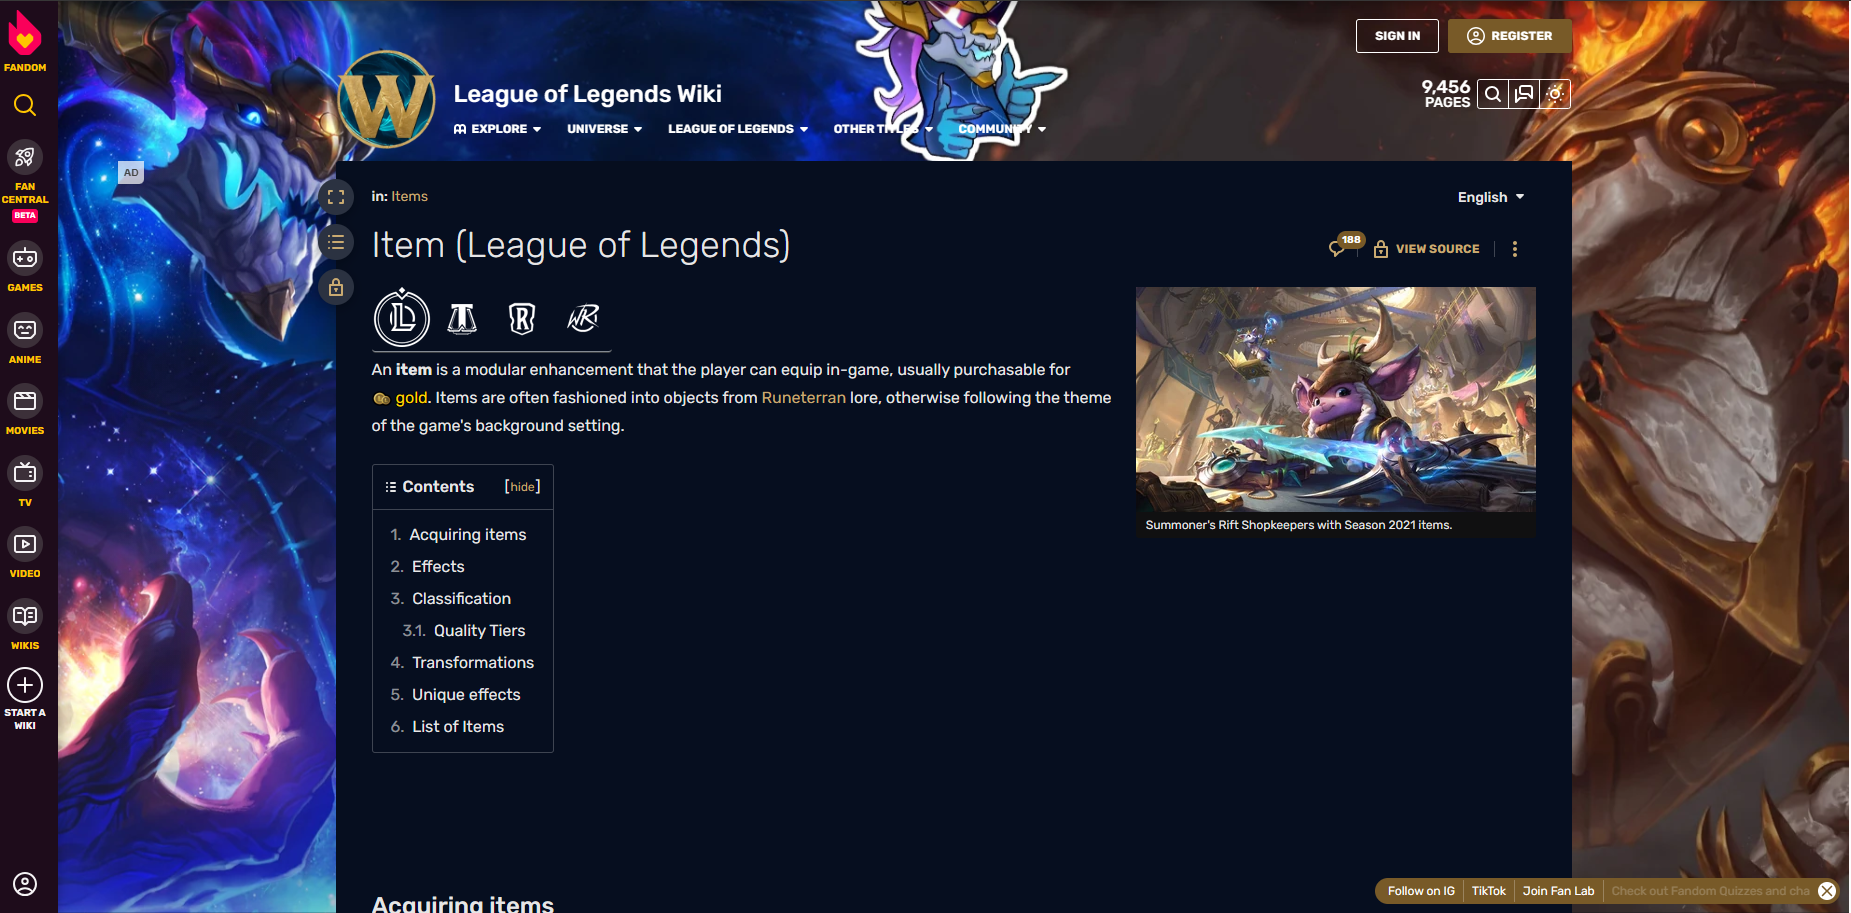 FANDOM
FAN
CENTRAL
BETA
GAMES
ANIME
MOVIES
TV
VIDEO
WIKIS
START A
WIKI
SIGN IN
REGISTER
W
League of Legends Wiki
EXPLORE
UNIVERSE
LEAGUE OF LEGENDS
OTHER TITLES
COMMUNITY
9,456
PAGES
AD
in: Items
English
Item (League of Legends)
188
VIEW SOURCE
An item is a modular enhancement that the player can equip in-game, usually purchasable for
gold. Items are often fashioned into objects from Runeterran lore, otherwise following the theme
of the game's background setting.
Summoner's Rift Shopkeepers with Season 2021 items.
Contents [hide]
1. Acquiring items
2. Effects
3. Classification
3.1. Quality Tiers
4. Transformations
5. Unique effects
6. List of Items
Acquiring items
Follow on IG
TikTok
Join Fan Lab
Check out Fandom Quizzes and cha